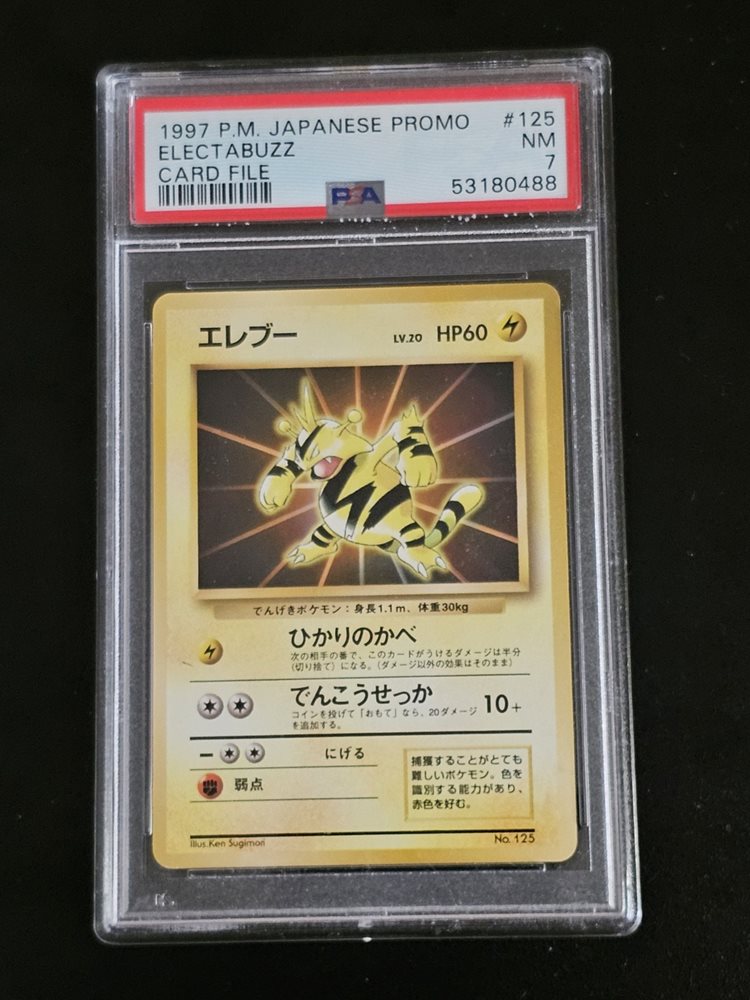 1997 P.M. JAPANESE PROMO #125
ELECTABUZZ NM
CARD FILE 7
PSA 53180488
エレブー LV.20 HP60
でんげきポケモン：身長1.1m、体重30kg
ひかりのかべ
次の相手の番で、このカードがうけるダメージは半分
(切り捨て)になる。(ダメージ以外の効果はそのまま)
でんこうせっか 10+
コインを投げて「おもて」なら、20ダメージ
を追加する。
− にげる
弱点
捕獲することがとても
難しいポケモン。色を
識別する能力があり、
赤色を好む。
Illus.Ken Sugimori No. 125